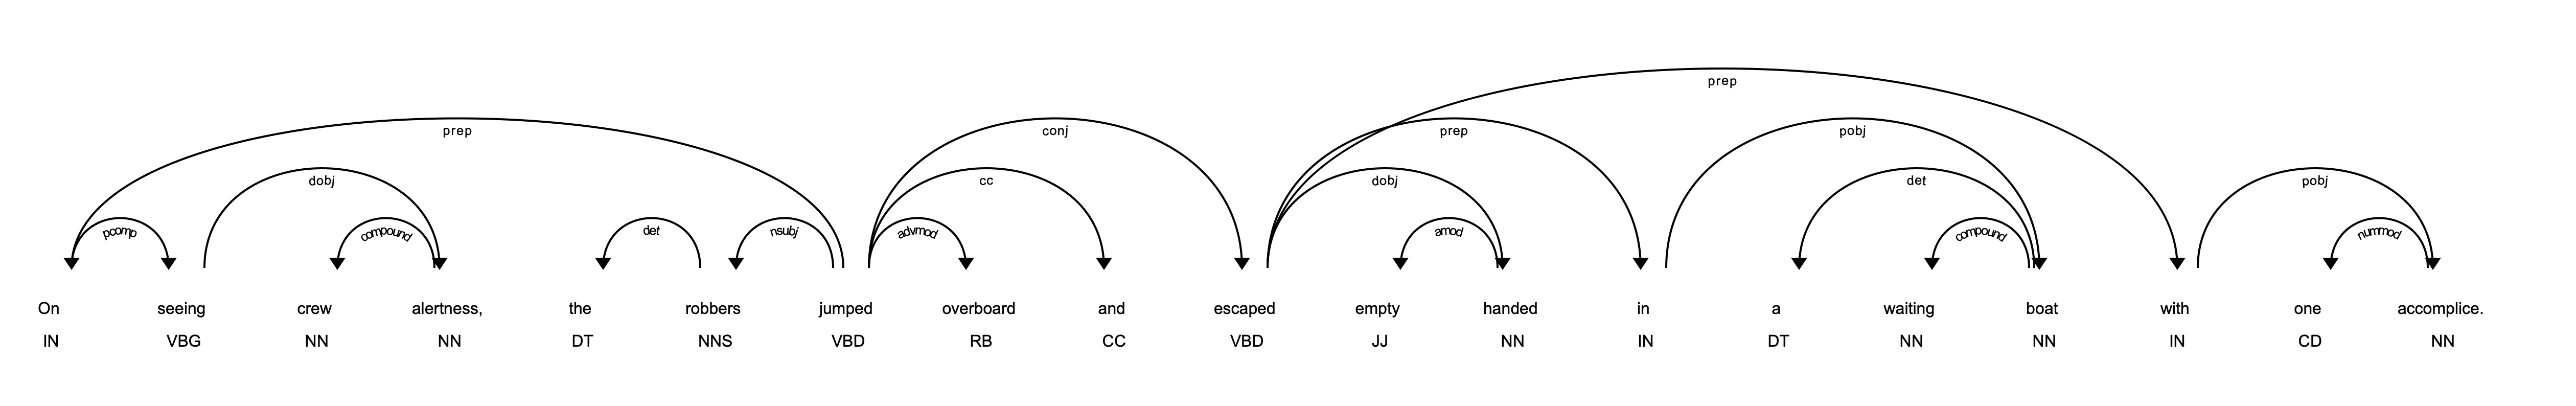 prep
prep conj prep pobj
dobj cc dobj det pobj
pcomp compound det nsubj advmod amod compound nummod
On seeing crew alertness, the robbers jumped overboard and escaped empty handed in a waiting boat with one accomplice.
IN VBG NN NN DT NNS VBD RB CC VBD JJ NN IN DT NN NN IN CD NN